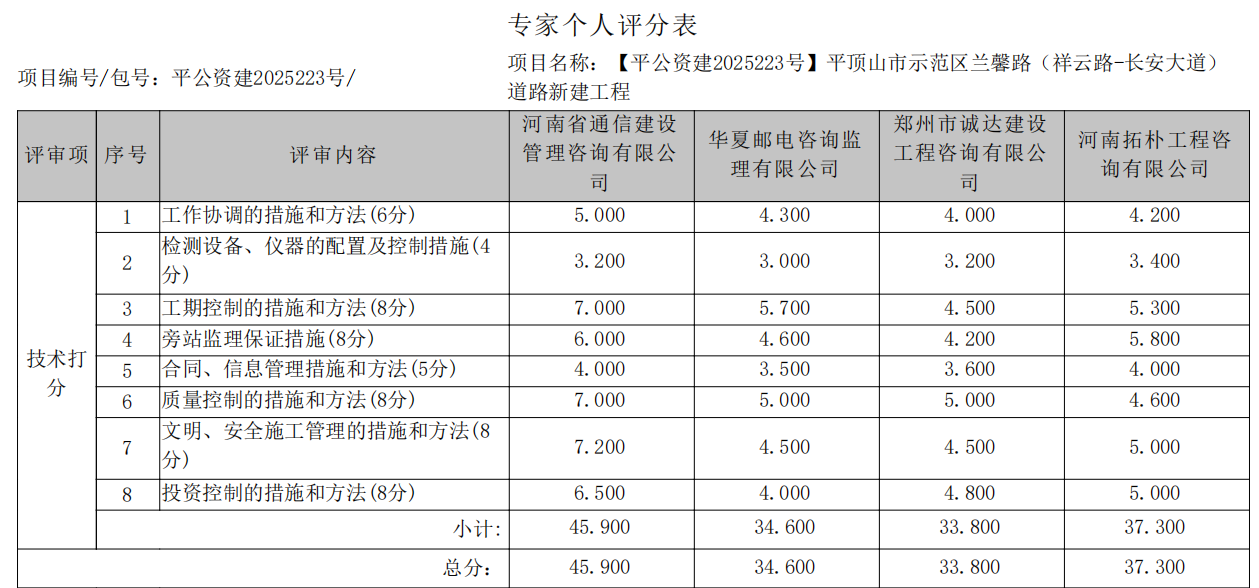 专家个人评分表
项目编号/包号：平公资建2025223号/
项目名称：【平公资建2025223号】平顶山市示范区兰馨路（祥云路-长安大道）
道路新建工程
评审项 序号 评审内容 河南省通信建设管理咨询有限公司 华夏邮电咨询监理有限公司 郑州市诚达建设工程咨询有限公司 河南拓朴工程咨询有限公司
技术打分
1 工作协调的措施和方法(6分) 5.000 4.300 4.000 4.200
2 检测设备、仪器的配置及控制措施(4分) 3.200 3.000 3.200 3.400
3 工期控制的措施和方法(8分) 7.000 5.700 4.500 5.300
4 旁站监理保证措施(8分) 6.000 4.600 4.200 5.800
5 合同、信息管理措施和方法(5分) 4.000 3.500 3.600 4.000
6 质量控制的措施和方法(8分) 7.000 5.000 5.000 4.600
7 文明、安全施工管理的措施和方法(8分) 7.200 4.500 4.500 5.000
8 投资控制的措施和方法(8分) 6.500 4.000 4.800 5.000
小计: 45.900 34.600 33.800 37.300
总分： 45.900 34.600 33.800 37.300